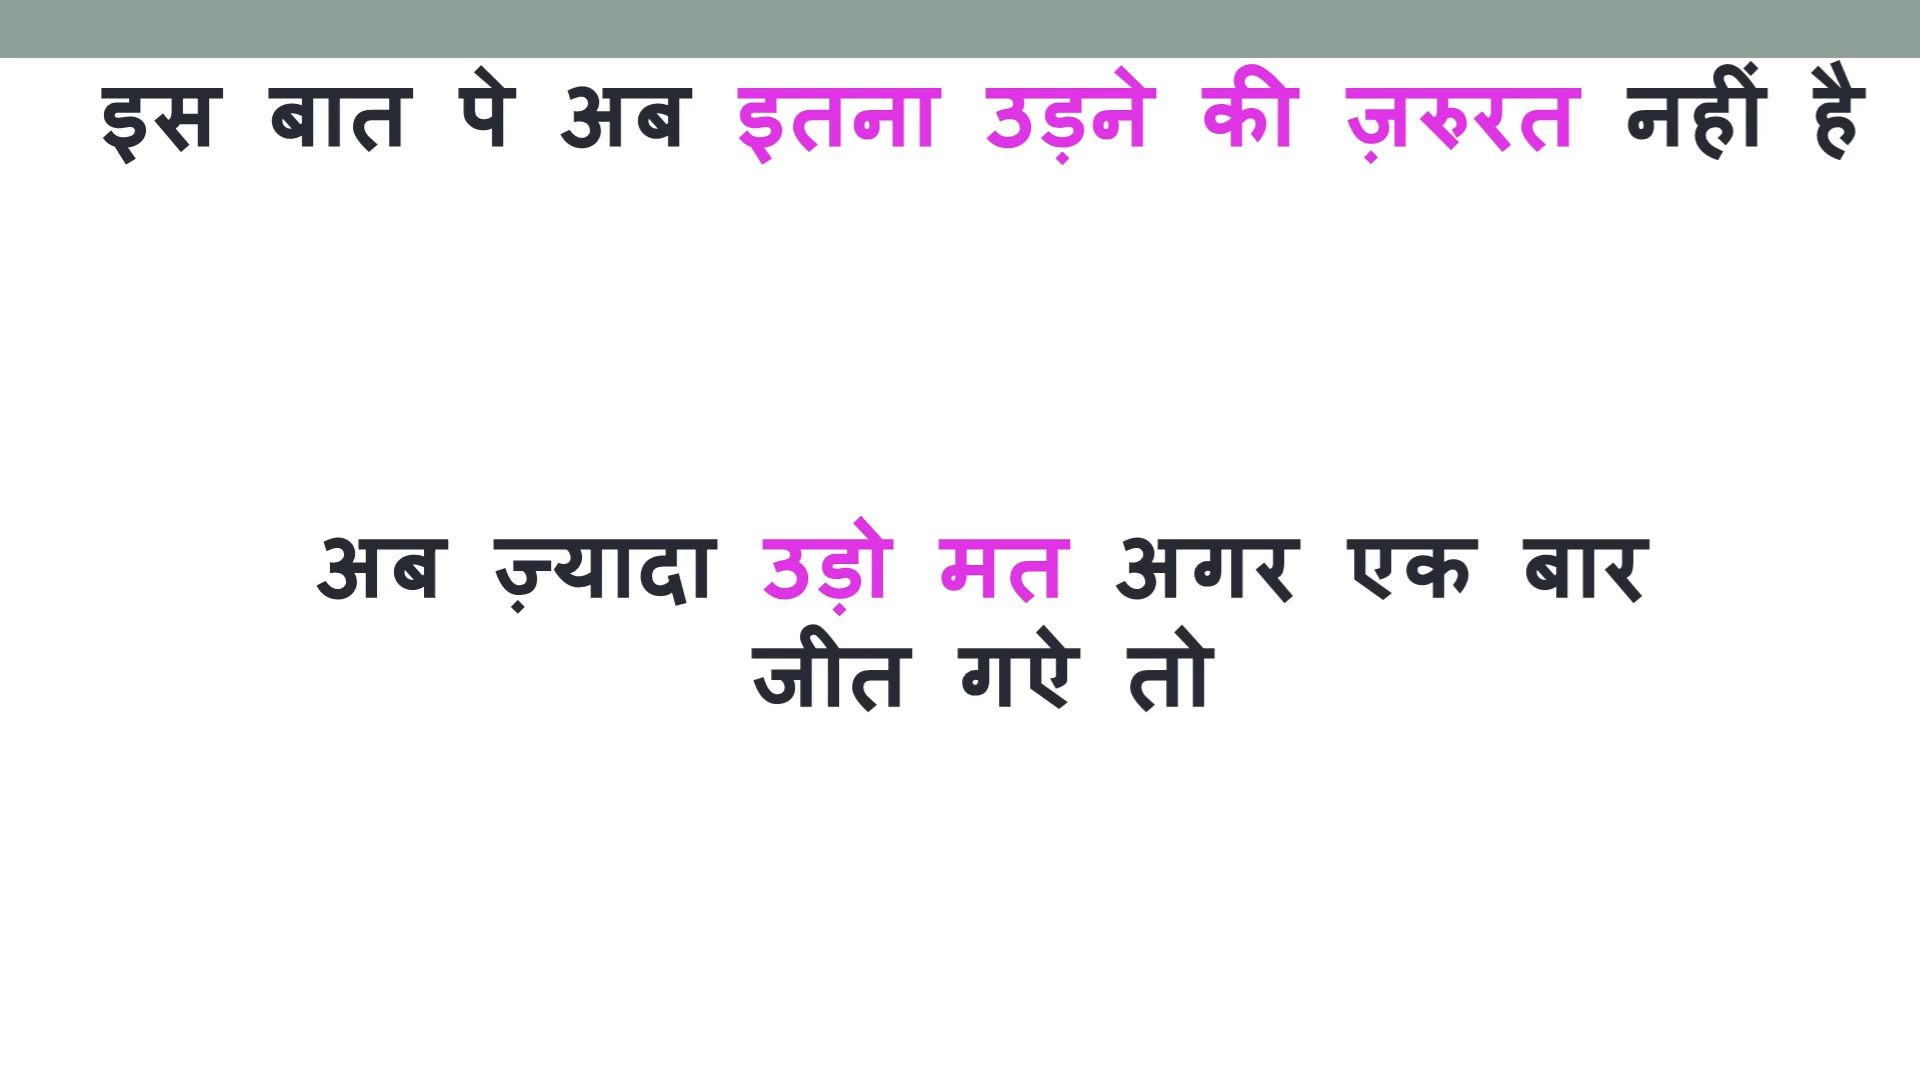 इस बात पे अब इतना उड़ने की ज़रुरत नहीं है
अब ज़्यादा उड़ो मत अगर एक बार
जीत गऐ तो